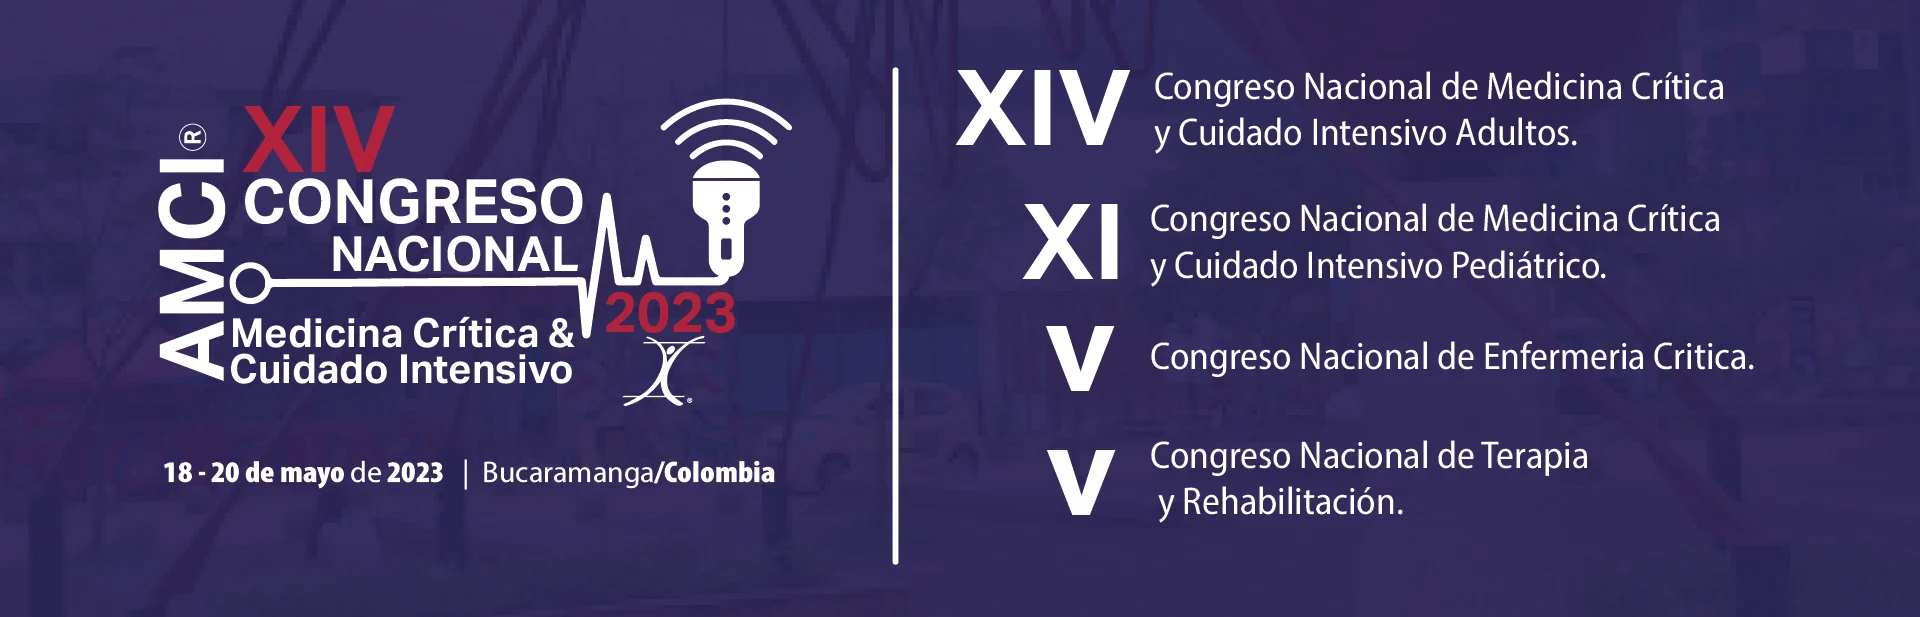 AMCI®
XIV
CONGRESO
NACIONAL
2023
Medicina Crítica &
Cuidado Intensivo
®
18 - 20 de mayo de 2023 | Bucaramanga/Colombia
XIV
Congreso Nacional de Medicina Crítica
y Cuidado Intensivo Adultos.
XI
Congreso Nacional de Medicina Crítica
y Cuidado Intensivo Pediátrico.
V
Congreso Nacional de Enfermeria Critica.
V
Congreso Nacional de Terapia
y Rehabilitación.